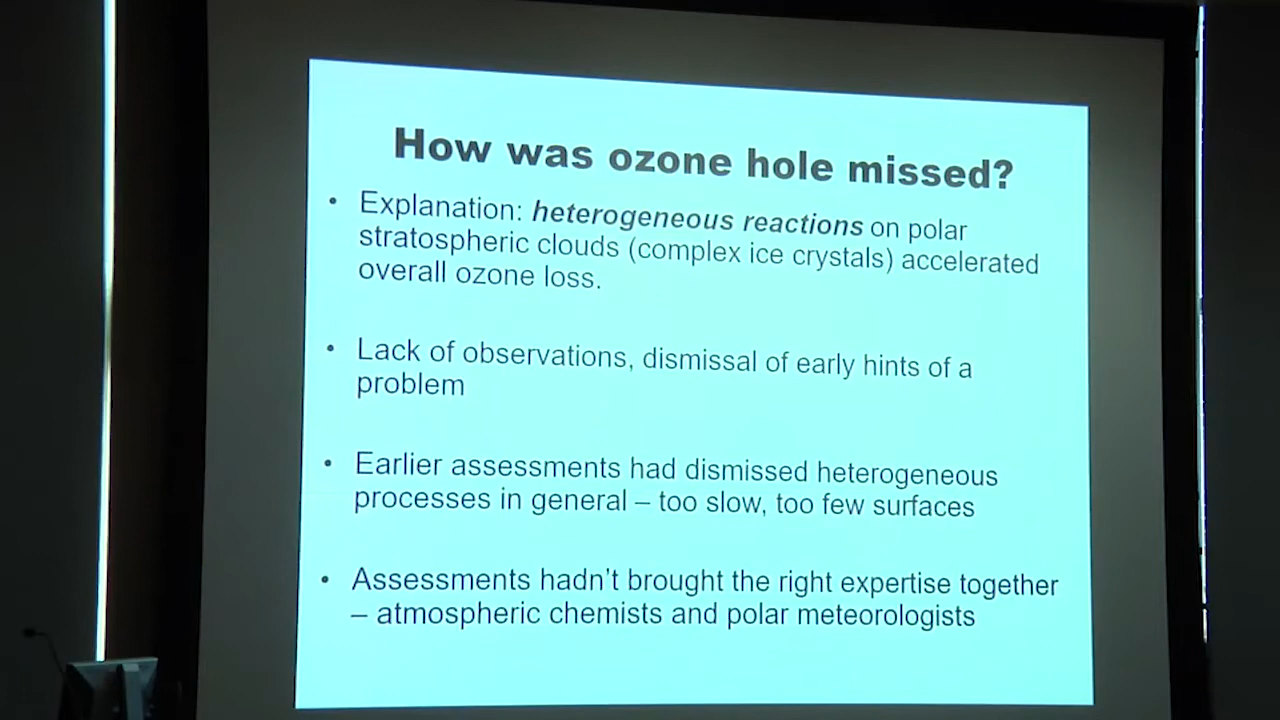 How was ozone hole missed?
• Explanation: heterogeneous reactions on polar
stratospheric clouds (complex ice crystals) accelerated
overall ozone loss.
• Lack of observations, dismissal of early hints of a
problem
• Earlier assessments had dismissed heterogeneous
processes in general – too slow, too few surfaces
• Assessments hadn't brought the right expertise together
– atmospheric chemists and polar meteorologists